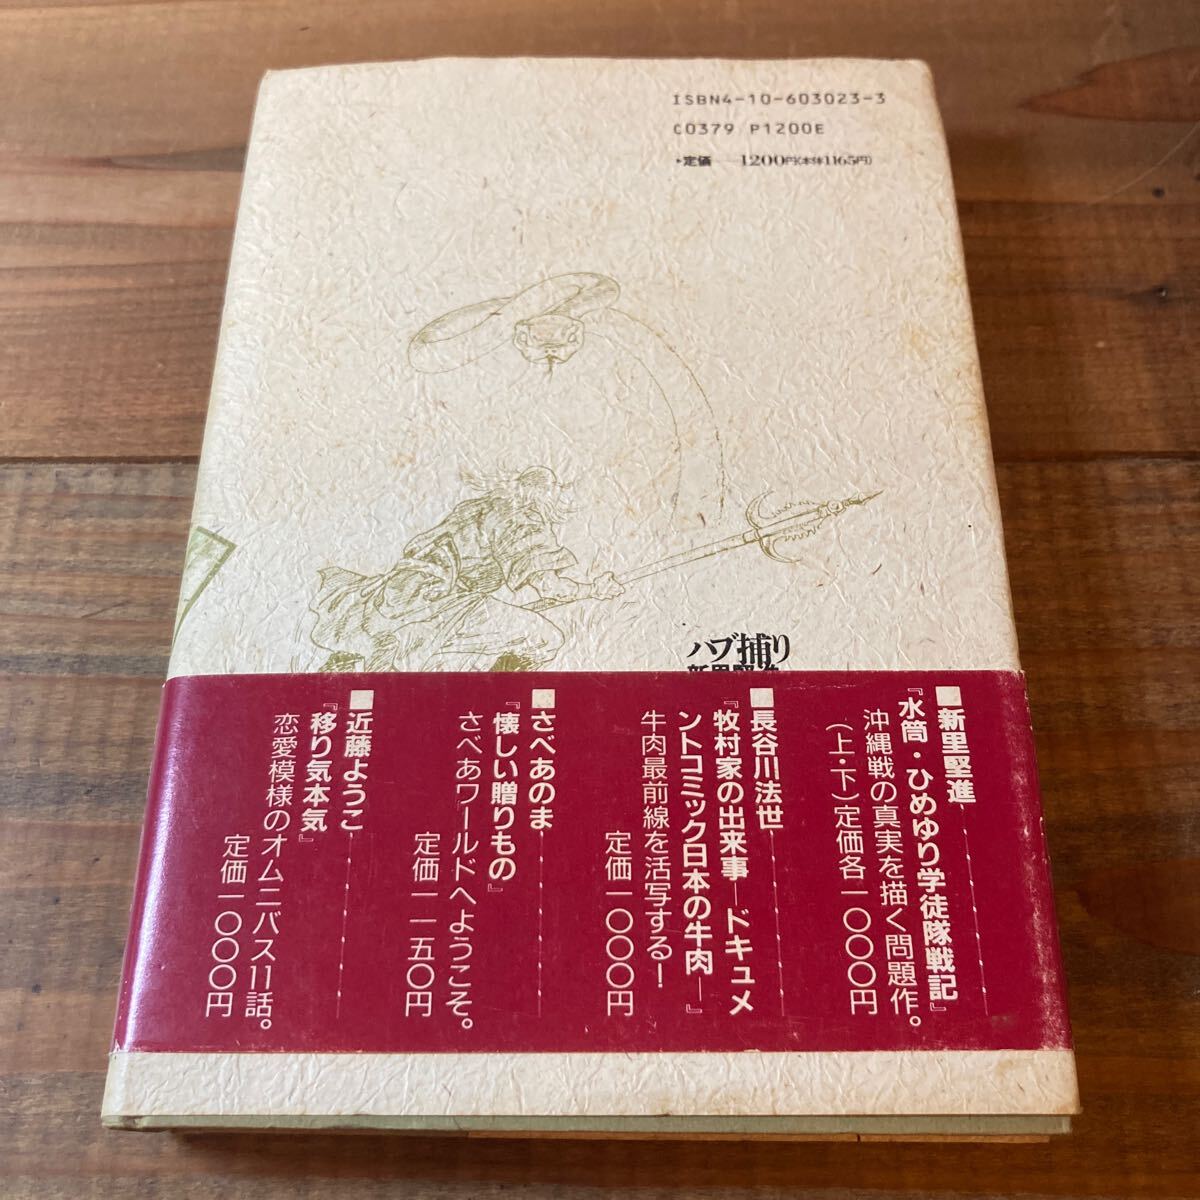 ISBN4-10-603023-3
C0379 P1200E
▸定価 1200円(本体1165円)
ハブ捕り
新里堅進
■新里堅進
『水筒・ひめゆり学徒隊戦記』
沖縄戦の真実を描く問題作。
(上・下)定価各一〇〇〇円
■長谷川法世
『牧村家の出来事―ドキュメ
ントコミック日本の牛肉―』
牛肉最前線を活写する!
定価一〇〇〇円
■さべあのま
『懐しい贈りもの』
さべあワールドへようこそ。
定価一一五〇円
■近藤ようこ
『移り気本気』
恋愛模様のオムニバス11話。
定価一〇〇〇円